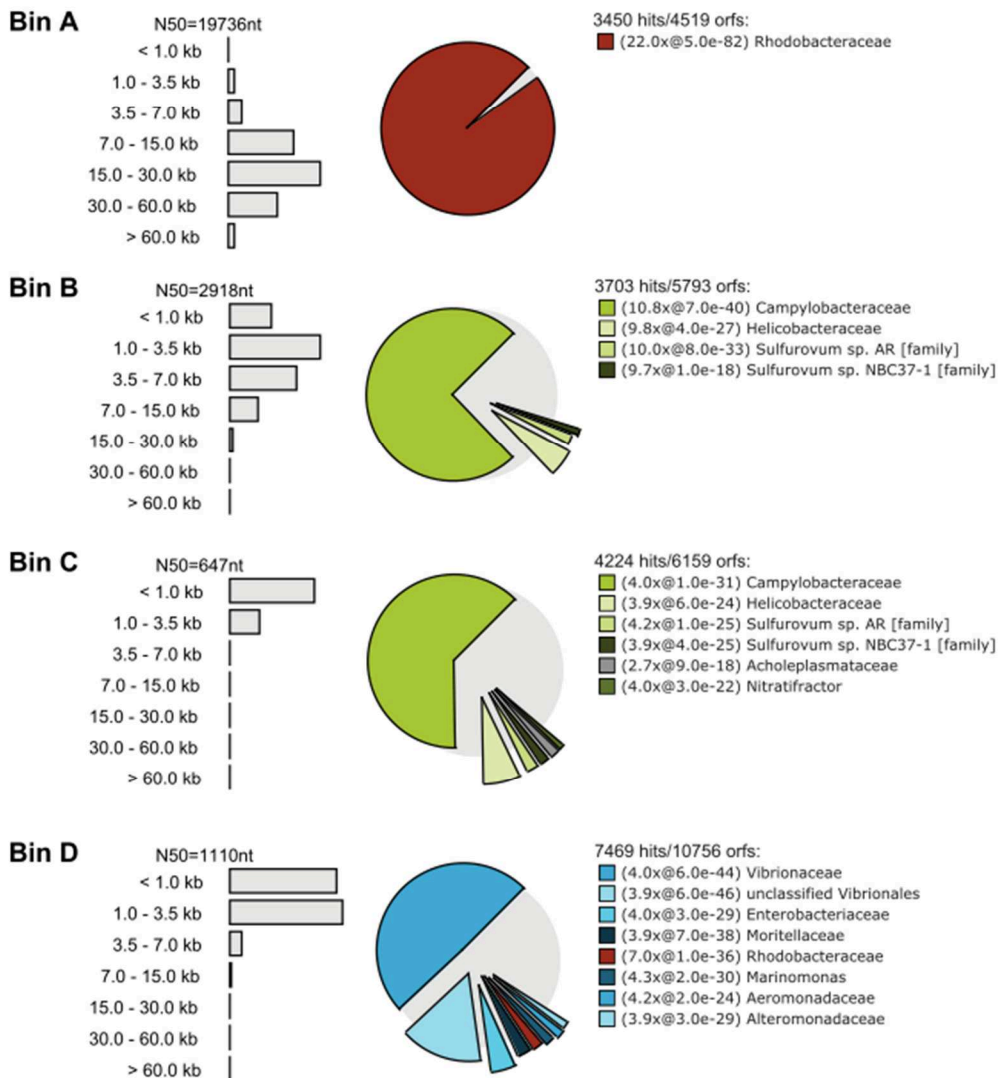 Bin A
N50=19736nt
< 1.0 kb
1.0 - 3.5 kb
3.5 - 7.0 kb
7.0 - 15.0 kb
15.0 - 30.0 kb
30.0 - 60.0 kb
> 60.0 kb
3450 hits/4519 orfs:
(22.0x@5.0e-82) Rhodobacteraceae
Bin B
N50=2918nt
< 1.0 kb
1.0 - 3.5 kb
3.5 - 7.0 kb
7.0 - 15.0 kb
15.0 - 30.0 kb
30.0 - 60.0 kb
> 60.0 kb
3703 hits/5793 orfs:
(10.8x@7.0e-40) Campylobacteraceae
(9.8x@4.0e-27) Helicobacteraceae
(10.0x@8.0e-33) Sulfurovum sp. AR [family]
(9.7x@1.0e-18) Sulfurovum sp. NBC37-1 [family]
Bin C
N50=647nt
< 1.0 kb
1.0 - 3.5 kb
3.5 - 7.0 kb
7.0 - 15.0 kb
15.0 - 30.0 kb
30.0 - 60.0 kb
> 60.0 kb
4224 hits/6159 orfs:
(4.0x@1.0e-31) Campylobacteraceae
(3.9x@6.0e-24) Helicobacteraceae
(4.2x@1.0e-25) Sulfurovum sp. AR [family]
(3.9x@4.0e-25) Sulfurovum sp. NBC37-1 [family]
(2.7x@9.0e-18) Acholeplasmataceae
(4.0x@3.0e-22) Nitratifractor
Bin D
N50=1110nt
< 1.0 kb
1.0 - 3.5 kb
3.5 - 7.0 kb
7.0 - 15.0 kb
15.0 - 30.0 kb
30.0 - 60.0 kb
> 60.0 kb
7469 hits/10756 orfs:
(4.0x@6.0e-44) Vibrionaceae
(3.9x@6.0e-46) unclassified Vibrionales
(4.0x@3.0e-29) Enterobacteriaceae
(3.9x@7.0e-38) Moritellaceae
(7.0x@1.0e-36) Rhodobacteraceae
(4.3x@2.0e-30) Marinomonas
(4.2x@2.0e-24) Aeromonadaceae
(3.9x@3.0e-29) Alteromonadaceae